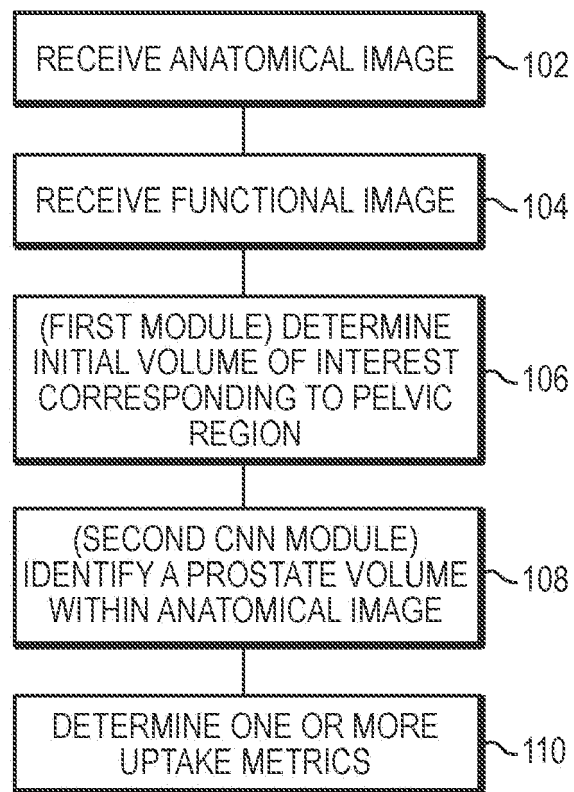 RECEIVE ANATOMICAL IMAGE
102
RECEIVE FUNCTIONAL IMAGE
104
(FIRST MODULE) DETERMINE
INITIAL VOLUME OF INTEREST
CORRESPONDING TO PELVIC
REGION
106
(SECOND CNN MODULE)
IDENTIFY A PROSTATE VOLUME
WITHIN ANATOMICAL IMAGE
108
DETERMINE ONE OR MORE
UPTAKE METRICS
110